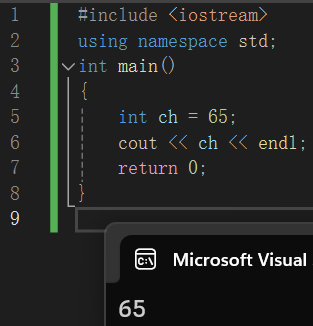 1 #include <iostream>
2 using namespace std;
3 int main()
4 {
5 int ch = 65;
6 cout << ch << endl;
7 return 0;
8 }
9
C:\ Microsoft Visual
65